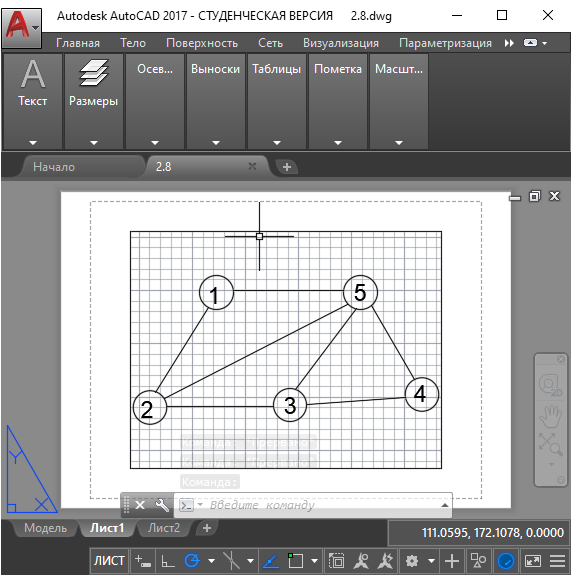 Autodesk AutoCAD 2017 - СТУДЕНЧЕСКАЯ ВЕРСИЯ 2.8.dwg
Главная Тело Поверхность Сеть Визуализация Параметризация
Текст Размеры Осев... Выноски Таблицы Пометка Масшт...
Начало 2.8
1 5
2 3 4
Команда:
Введите команду
Y
X
Модель Лист1 Лист2
111.0595, 172.1078, 0.0000
ЛИСТ